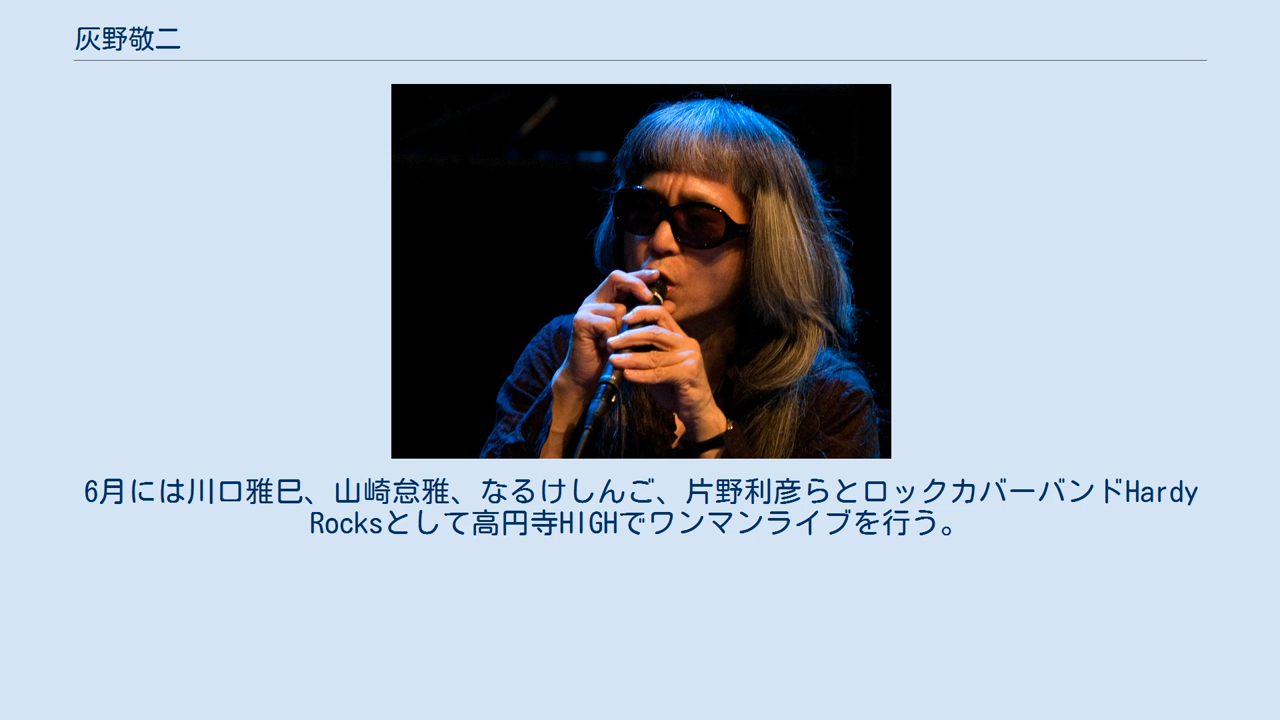 灰野敬二
6月には川口雅巳、山崎怠雅、なるけしんご、片野利彦らとロックカバーバンドHardy
Rocksとして高円寺HIGHでワンマンライブを行う。